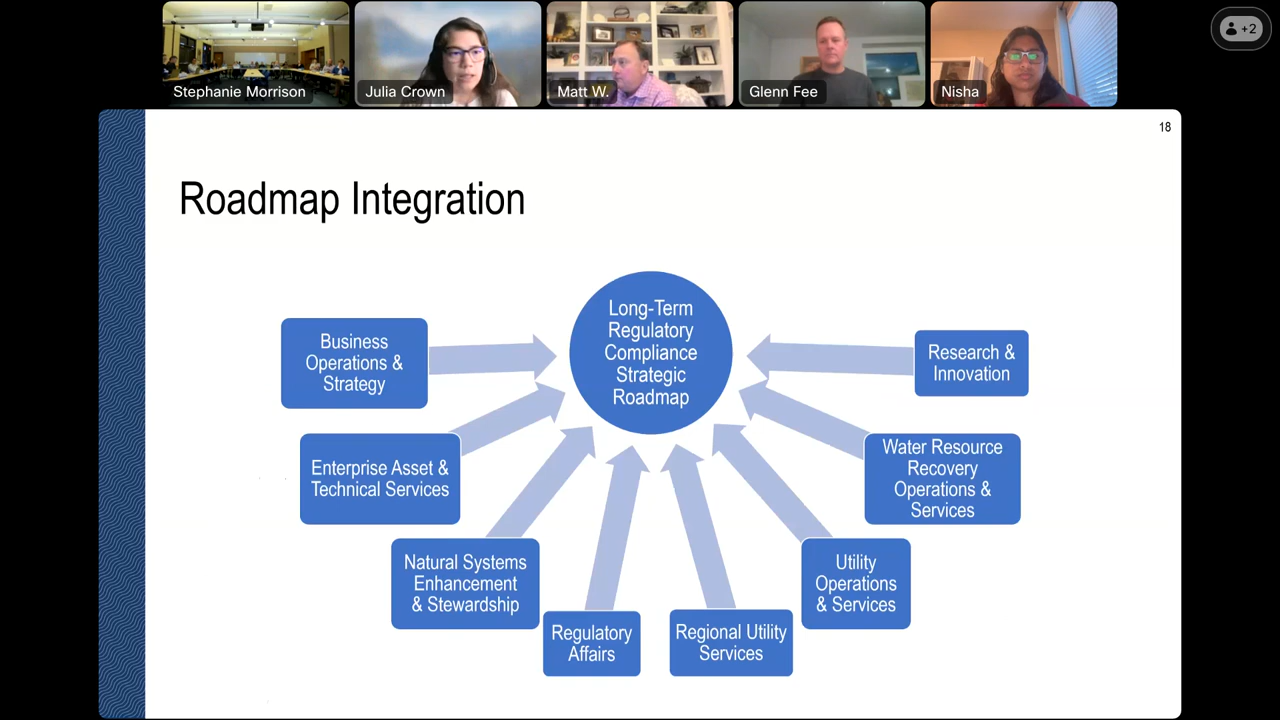 Stephanie Morrison
Julia Crown
Matt W.
Glenn Fee
Nisha
+2
18
Roadmap Integration
Long-Term
Regulatory
Compliance
Strategic
Roadmap
Business
Operations &
Strategy
Research &
Innovation
Enterprise Asset &
Technical Services
Water Resource
Recovery
Operations &
Services
Natural Systems
Enhancement
& Stewardship
Utility
Operations
& Services
Regulatory
Affairs
Regional Utility
Services